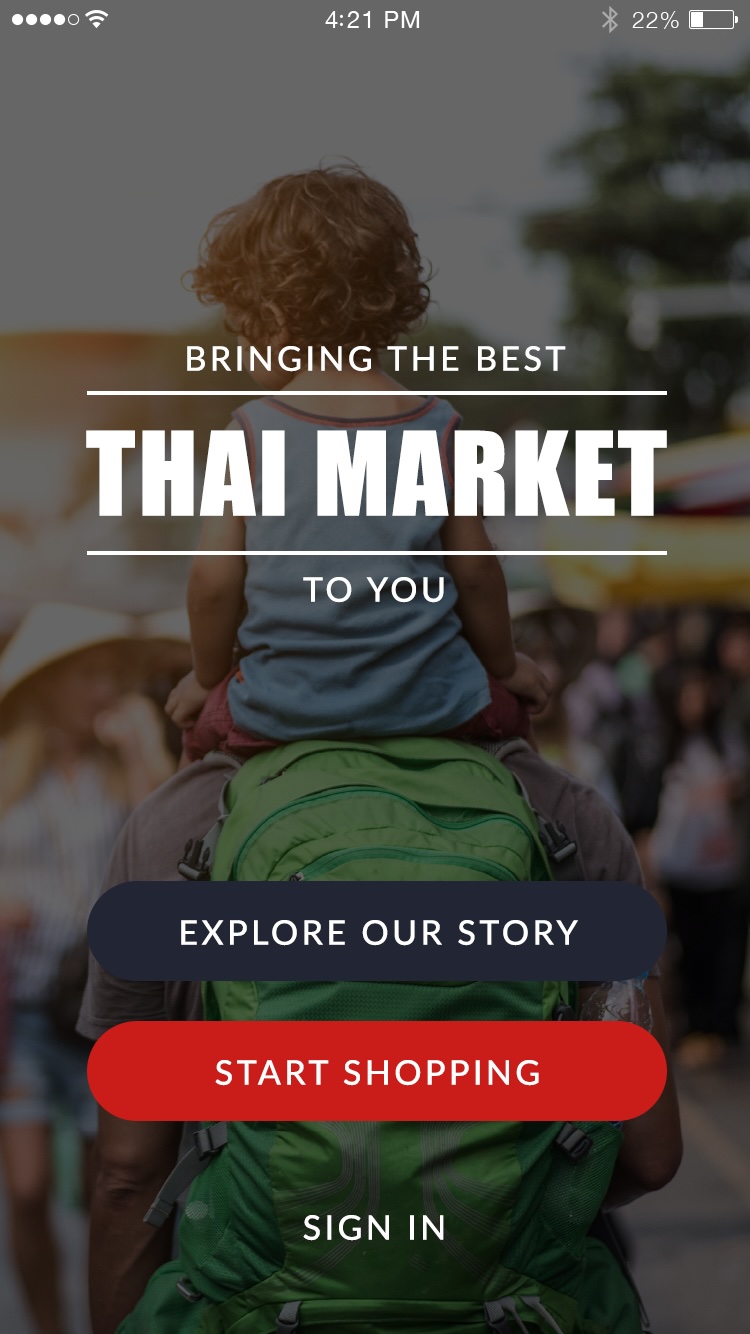 4:21 PM
22%
BRINGING THE BEST
THAI MARKET
TO YOU
EXPLORE OUR STORY
START SHOPPING
SIGN IN